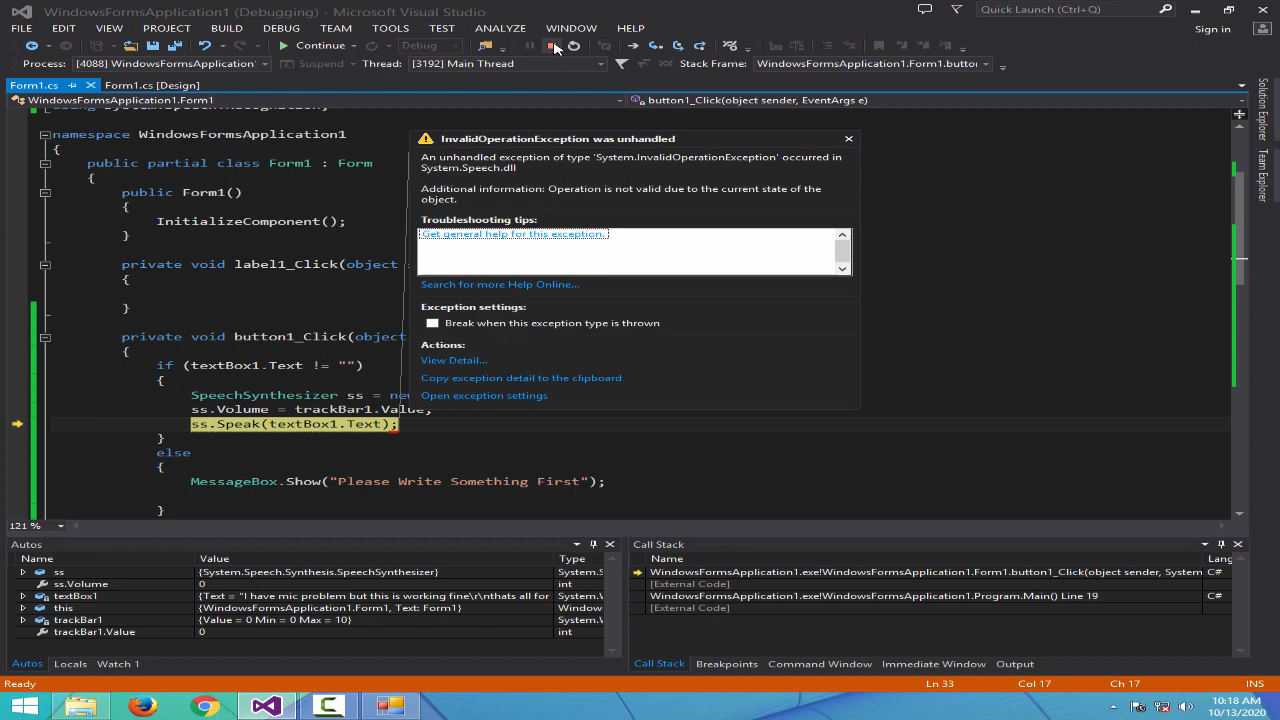 WindowsFormsApplication1 (Debugging) - Microsoft Visual Studio
Quick Launch (Ctrl+Q)
FILE EDIT VIEW PROJECT BUILD DEBUG TEAM TOOLS TEST ANALYZE WINDOW HELP
Sign in
Continue
Debug
Process: [4088] WindowsFormsApplication
Suspend
Thread: [3192] Main Thread
Stack Frame: WindowsFormsApplication1.Form1.butto
Form1.cs
Form1.cs [Design]
WindowsFormsApplication1.Form1
button1_Click(object sender, EventArgs e)
Solution Explorer
Team Explorer
namespace WindowsFormsApplication1
{
public partial class Form1 : Form
{
public Form1()
{
InitializeComponent();
}
private void label1_Click(object
{
}
private void button1_Click(object
{
if (textBox1.Text != "")
{
SpeechSynthesizer ss = new
ss.Volume = trackBar1.Value;
ss.Speak(textBox1.Text);
}
else
{
MessageBox.Show("Please Write Something First");
}
InvalidOperationException was unhandled
An unhandled exception of type 'System.InvalidOperationException' occurred in
System.Speech.dll
Additional information: Operation is not valid due to the current state of the
object.
Troubleshooting tips:
Get general help for this exception.
Search for more Help Online...
Exception settings:
Break when this exception type is thrown
Actions:
View Detail...
Copy exception detail to the clipboard
Open exception settings
121 %
Autos
Name Value Type
ss {System.Speech.Synthesis.SpeechSynthesizer} System.S
ss.Volume 0 int
textBox1 {Text = "I have mic problem but this is working fine\r\nthats all for System.V
this {WindowsFormsApplication1.Form1, Text: Form1} Windows
trackBar1 {Value = 0 Min = 0 Max = 10} System.V
trackBar1.Value 0 int
Autos Locals Watch 1
Call Stack
Name Lang
WindowsFormsApplication1.exe!WindowsFormsApplication1.Form1.button1_Click(object sender, System C#
[External Code]
WindowsFormsApplication1.exe!WindowsFormsApplication1.Program.Main() Line 19 C#
[External Code]
Call Stack Breakpoints Command Window Immediate Window Output
Ready
Ln 33 Col 17 Ch 17 INS
10:18 AM
10/13/2020